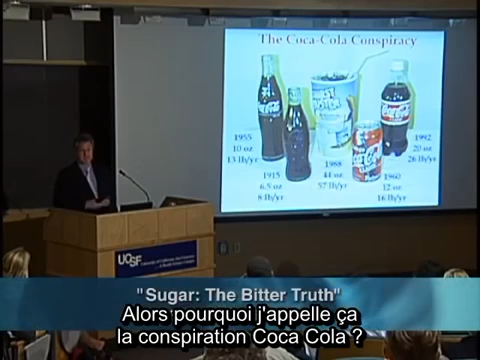 The Coca-Cola Conspiracy
1955
10 oz
13 lb/yr
1915
6.5 oz
8 lb/yr
1988
44 oz
57 lb/yr
1960
12 oz
16 lb/yr
1992
20 oz
26 lb/yr
UCSF
"Sugar: The Bitter Truth"
Alors pourquoi j'appelle ça
la conspiration Coca Cola ?